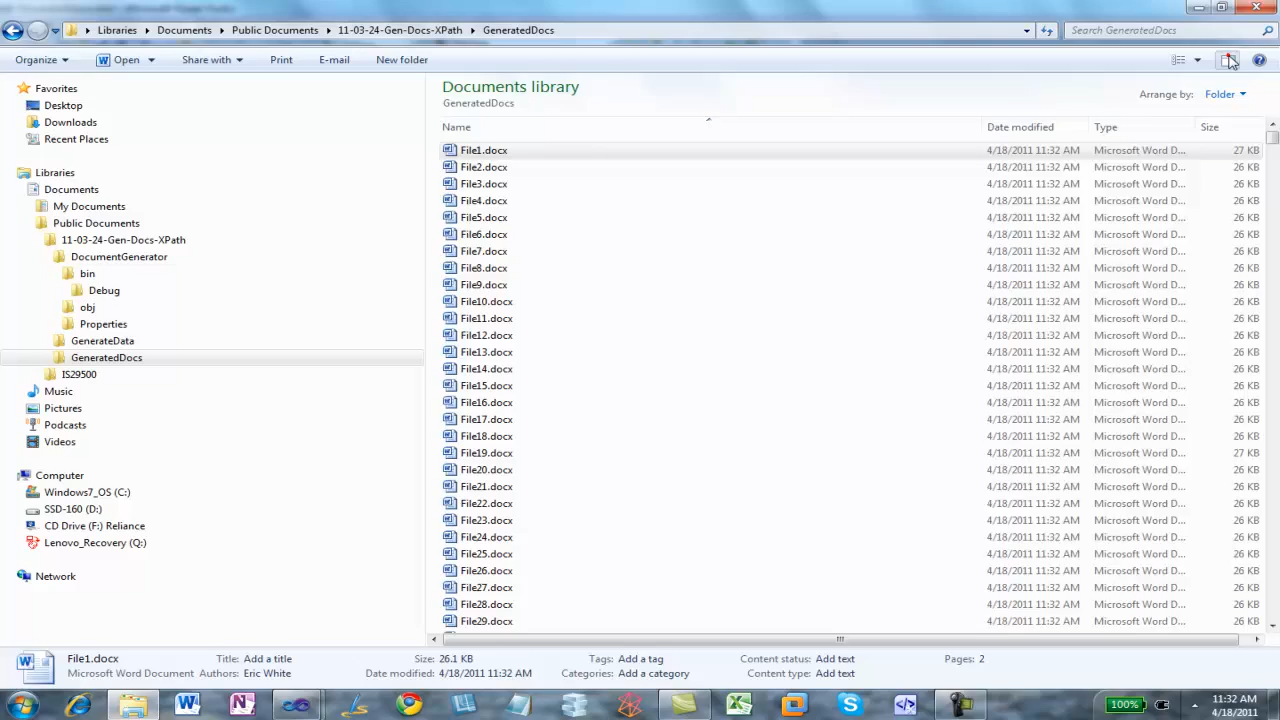 Libraries Documents Public Documents 11-03-24-Gen-Docs-XPath GeneratedDocs Search GeneratedDocs
Organize Open Share with Print E-mail New folder
Favorites
Desktop
Downloads
Recent Places
Libraries
Documents
My Documents
Public Documents
11-03-24-Gen-Docs-XPath
DocumentGenerator
bin
Debug
obj
Properties
GenerateData
GeneratedDocs
IS29500
Music
Pictures
Podcasts
Videos
Computer
Windows7_OS (C:)
SSD-160 (D:)
CD Drive (F:) Reliance
Lenovo_Recovery (Q:)
Network
Documents library
GeneratedDocs
Arrange by: Folder
Name Date modified Type Size
File1.docx 4/18/2011 11:32 AM Microsoft Word D... 27 KB
File2.docx 4/18/2011 11:32 AM Microsoft Word D... 26 KB
File3.docx 4/18/2011 11:32 AM Microsoft Word D... 26 KB
File4.docx 4/18/2011 11:32 AM Microsoft Word D... 26 KB
File5.docx 4/18/2011 11:32 AM Microsoft Word D... 26 KB
File6.docx 4/18/2011 11:32 AM Microsoft Word D... 26 KB
File7.docx 4/18/2011 11:32 AM Microsoft Word D... 26 KB
File8.docx 4/18/2011 11:32 AM Microsoft Word D... 26 KB
File9.docx 4/18/2011 11:32 AM Microsoft Word D... 26 KB
File10.docx 4/18/2011 11:32 AM Microsoft Word D... 26 KB
File11.docx 4/18/2011 11:32 AM Microsoft Word D... 26 KB
File12.docx 4/18/2011 11:32 AM Microsoft Word D... 26 KB
File13.docx 4/18/2011 11:32 AM Microsoft Word D... 26 KB
File14.docx 4/18/2011 11:32 AM Microsoft Word D... 26 KB
File15.docx 4/18/2011 11:32 AM Microsoft Word D... 26 KB
File16.docx 4/18/2011 11:32 AM Microsoft Word D... 26 KB
File17.docx 4/18/2011 11:32 AM Microsoft Word D... 26 KB
File18.docx 4/18/2011 11:32 AM Microsoft Word D... 26 KB
File19.docx 4/18/2011 11:32 AM Microsoft Word D... 27 KB
File20.docx 4/18/2011 11:32 AM Microsoft Word D... 26 KB
File21.docx 4/18/2011 11:32 AM Microsoft Word D... 26 KB
File22.docx 4/18/2011 11:32 AM Microsoft Word D... 26 KB
File23.docx 4/18/2011 11:32 AM Microsoft Word D... 26 KB
File24.docx 4/18/2011 11:32 AM Microsoft Word D... 26 KB
File25.docx 4/18/2011 11:32 AM Microsoft Word D... 26 KB
File26.docx 4/18/2011 11:32 AM Microsoft Word D... 26 KB
File27.docx 4/18/2011 11:32 AM Microsoft Word D... 26 KB
File28.docx 4/18/2011 11:32 AM Microsoft Word D... 26 KB
File29.docx 4/18/2011 11:32 AM Microsoft Word D... 26 KB
File1.docx Title: Add a title Size: 26.1 KB Tags: Add a tag Content status: Add text Pages: 2
Microsoft Word Document Authors: Eric White Date modified: 4/18/2011 11:32 AM Categories: Add a category Content type: Add text
100% 11:32 AM
4/18/2011